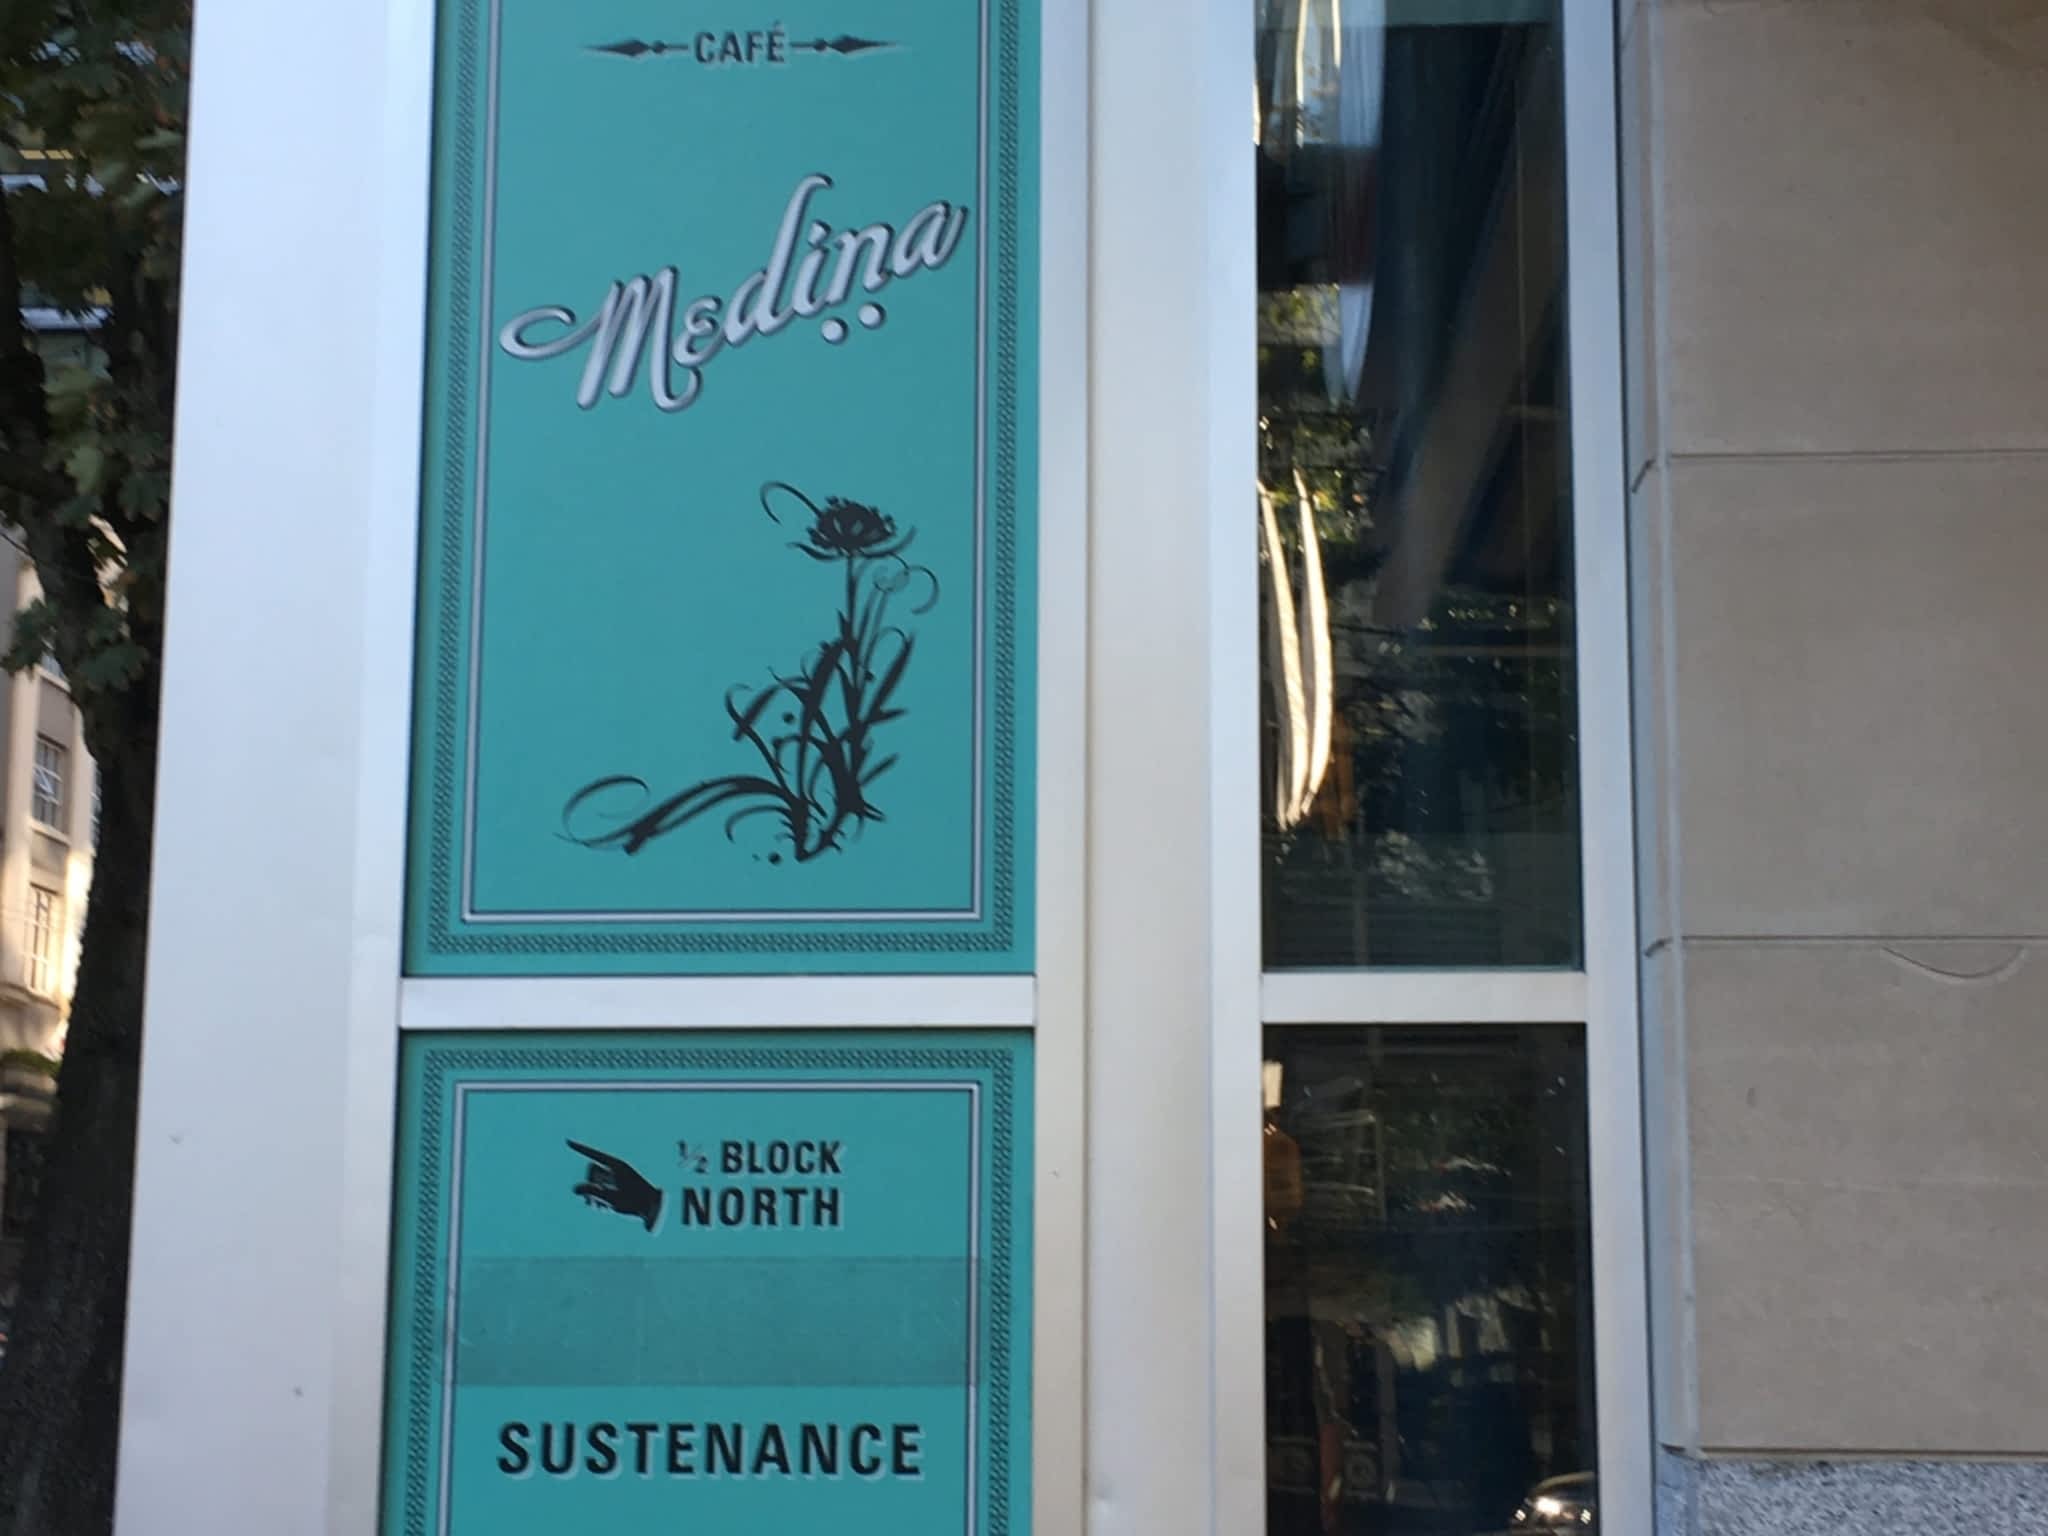 CAFÉ
Medina
½ BLOCK
NORTH
SUSTENANCE